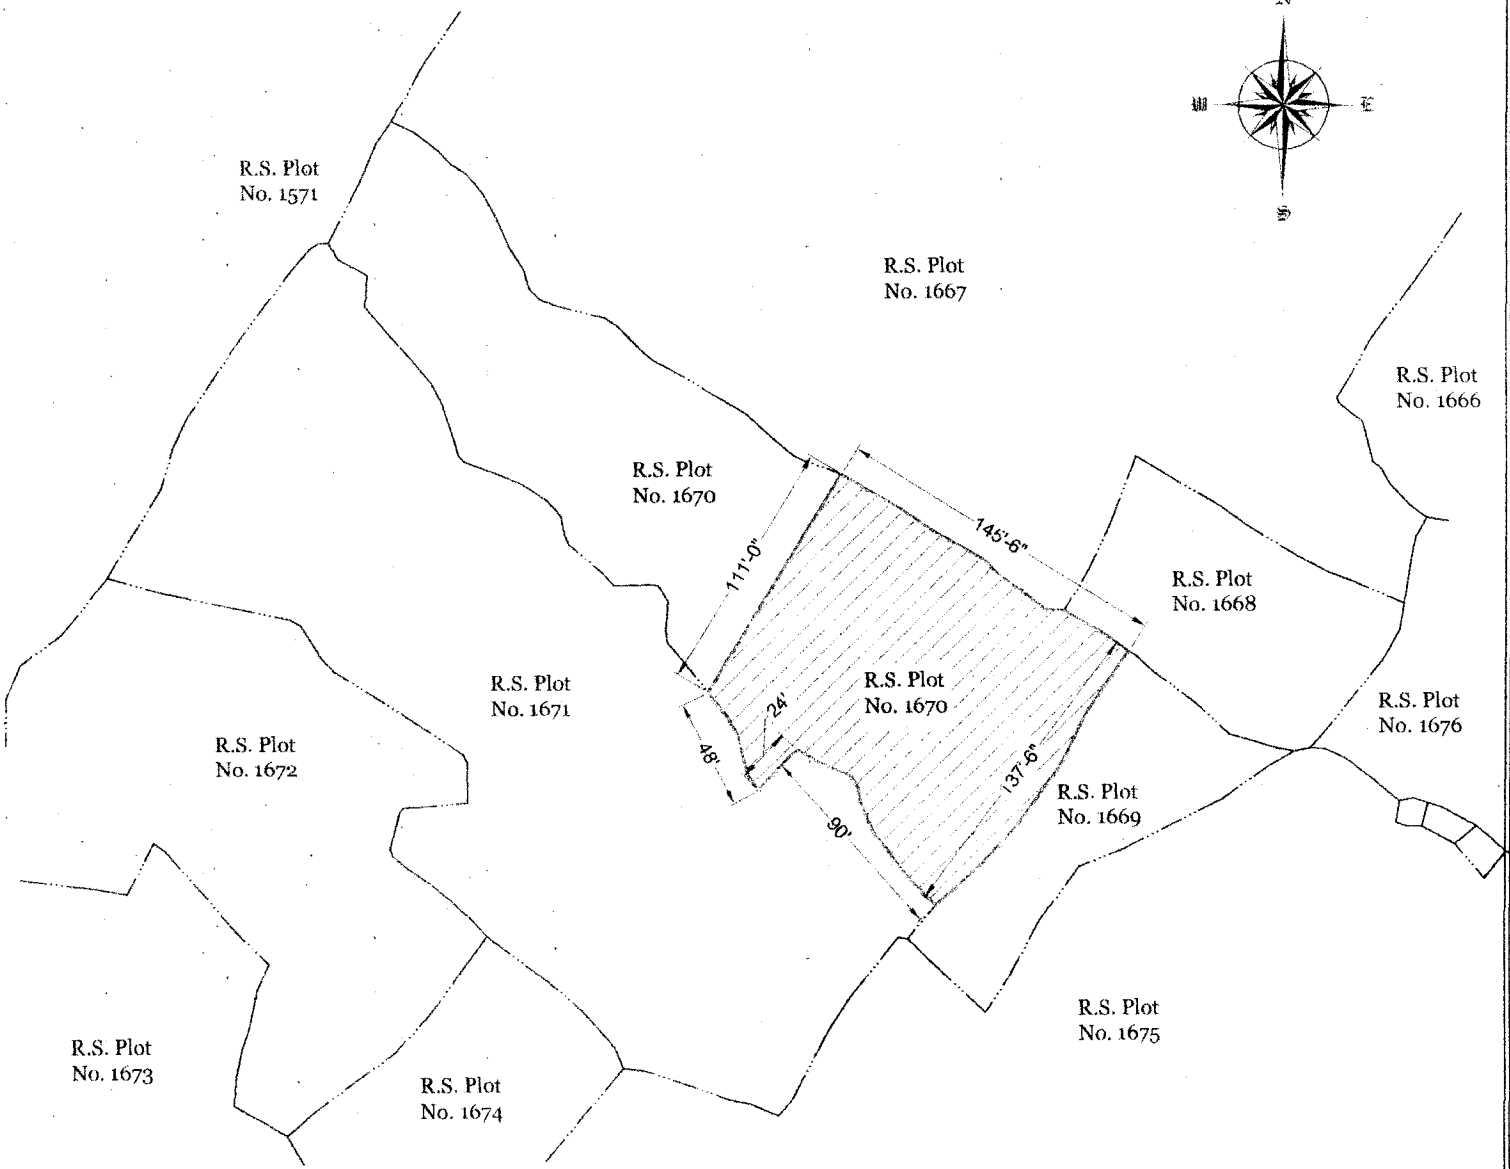 N
W
E
S
R.S. Plot
No. 1571
R.S. Plot
No. 1667
R.S. Plot
No. 1666
R.S. Plot
No. 1670
145'-6"
111'-0"
R.S. Plot
No. 1668
R.S. Plot
No. 1671
R.S. Plot
No. 1670
24'
R.S. Plot
No. 1676
48'
R.S. Plot
No. 1672
137'-6"
R.S. Plot
No. 1669
90'
R.S. Plot
No. 1675
R.S. Plot
No. 1673
R.S. Plot
No. 1674